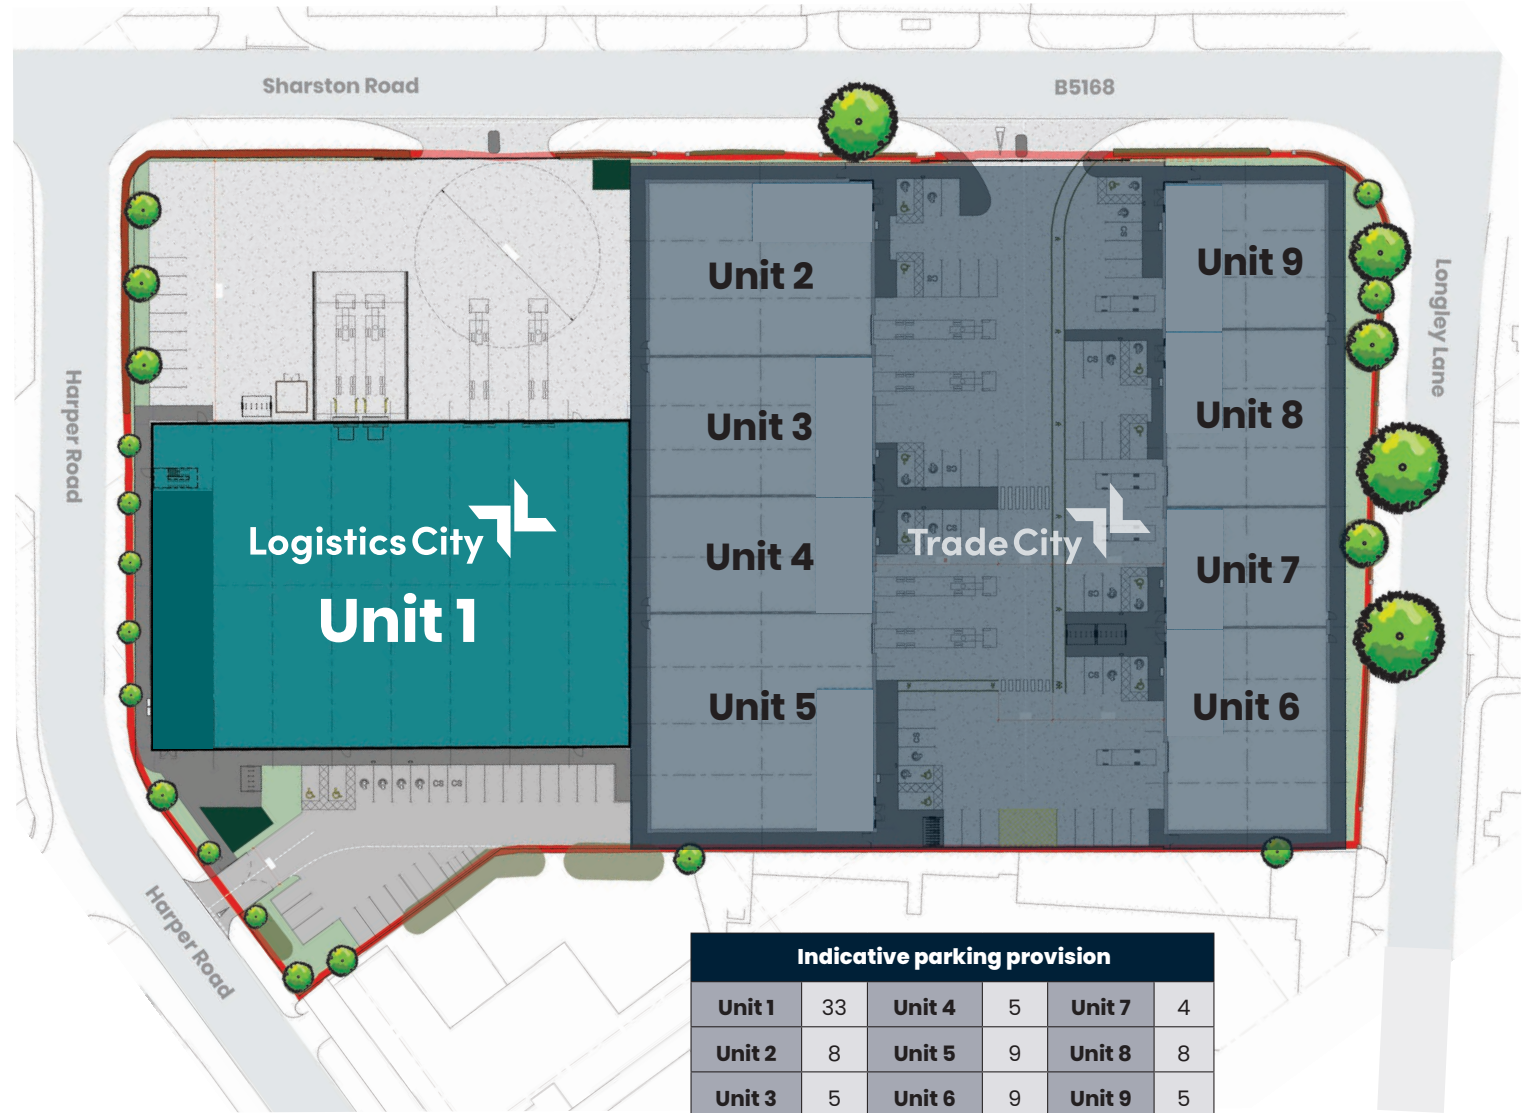 Sharston Road
B5168
Harper Road
Longley Lane
Unit 2
Unit 9
Unit 3
Unit 8
Logistics City
Unit 1
Unit 4
Trade City
Unit 7
Unit 5
Unit 6
CS CS
Harper Road
Indicative parking provision
Unit 1 33 Unit 4 5 Unit 7 4
Unit 2 8 Unit 5 9 Unit 8 8
Unit 3 5 Unit 6 9 Unit 9 5